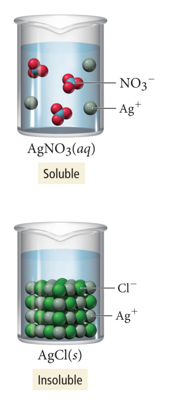 NO₃⁻
Ag⁺
AgNO₃(aq)
Soluble
Cl⁻
Ag⁺
AgCl(s)
Insoluble